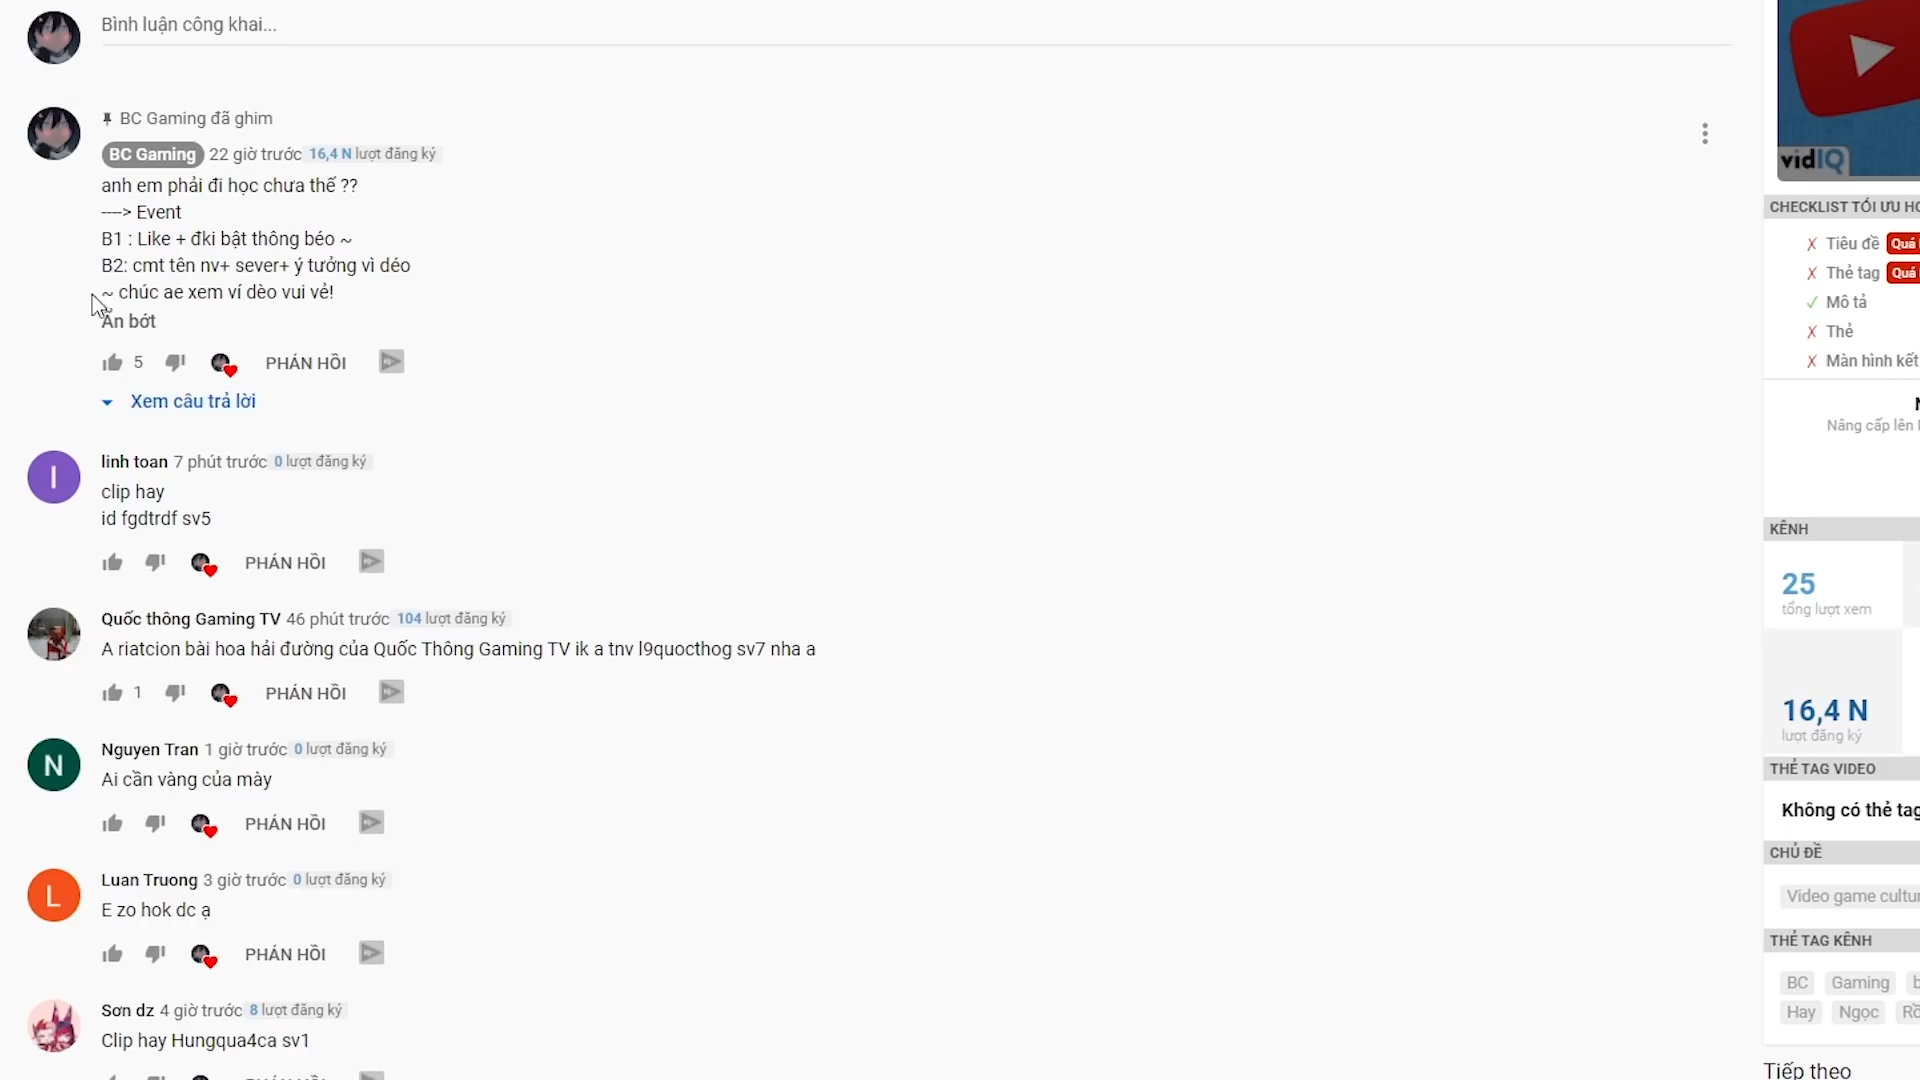 Bình luận công khai...
BC Gaming đã ghim
BC Gaming 22 giờ trước 16,4 N lượt đăng ký
anh em phải đi học chưa thế ??
----> Event
B1 : Like + đki bật thông béo ~
B2: cmt tên nv+ sever+ ý tưởng vì déo
~ chúc ae xem ví dèo vui vẻ!
Ẩn bớt
5 PHẢN HỒI
Xem câu trả lời
I
linh toan 7 phút trước 0 lượt đăng ký
clip hay
id fgdtrdf sv5
PHẢN HỒI
Quốc thông Gaming TV 46 phút trước 104 lượt đăng ký
A riatcion bài hoa hải đường của Quốc Thông Gaming TV ik a tnv l9quocthog sv7 nha a
1 PHẢN HỒI
N
Nguyen Tran 1 giờ trước 0 lượt đăng ký
Ai cần vàng của mày
PHẢN HỒI
L
Luan Truong 3 giờ trước 0 lượt đăng ký
E zo hok dc ạ
PHẢN HỒI
Sơn dz 4 giờ trước 8 lượt đăng ký
Clip hay Hungqua4ca sv1
vidIQ
CHECKLIST TỐI ƯU
Tiêu đề Quá
Thẻ tag Quá
Mô tả
Thẻ
Màn hình kết
Nâng cấp lên
KÊNH
25
tổng lượt xem
16,4 N
lượt đăng ký
THẺ TAG VIDEO
Không có thẻ tag
CHỦ ĐỀ
Video game cultur
THẺ TAG KÊNH
BC Gaming
Hay Ngọc
Tiếp theo